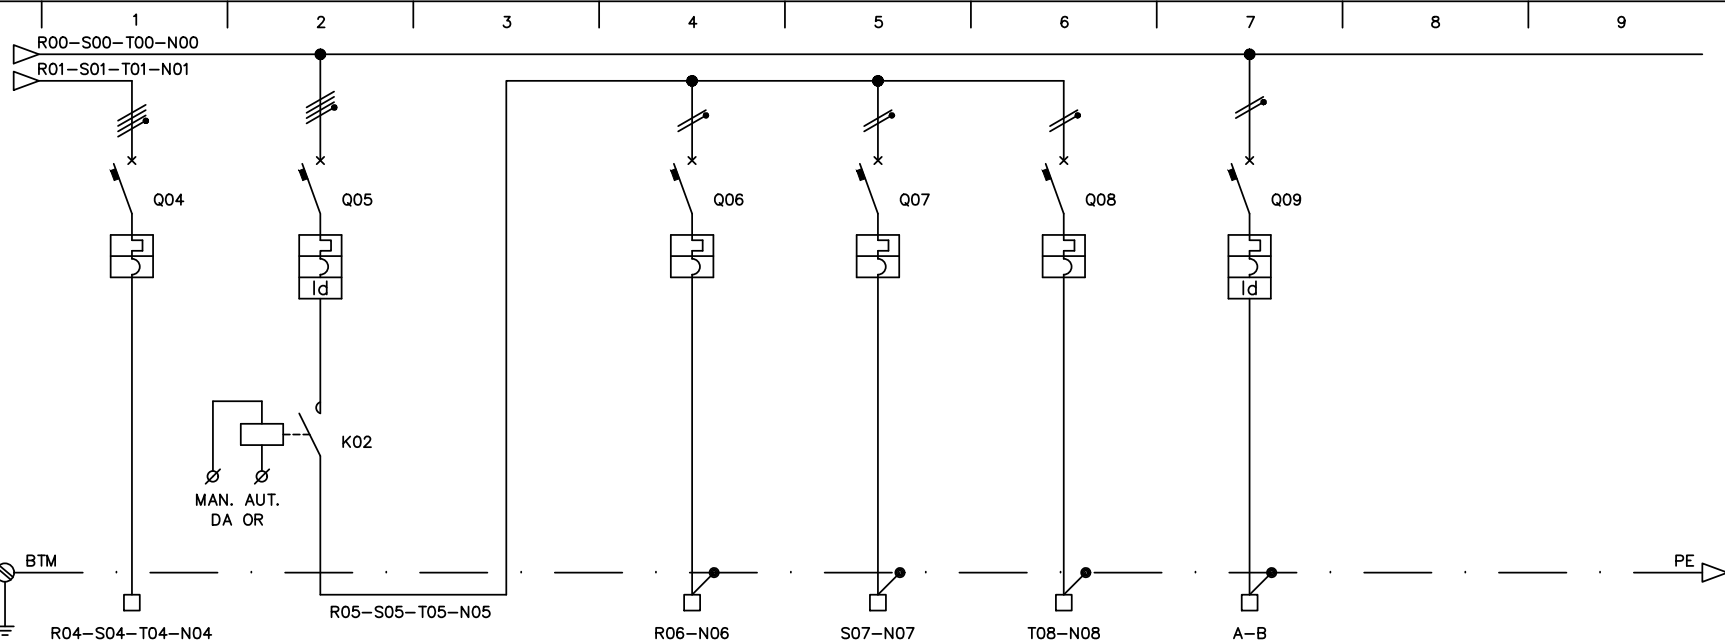 1 2 3 4 5 6 7 8 9
R00-S00-T00-N00
R01-S01-T01-N01
Q04 Q05 Q06 Q07 Q08 Q09
Id Id
K02
MAN. AUT.
DA OR
BTM PE
R05-S05-T05-N05
R04-S04-T04-N04 R06-N06 S07-N07 T08-N08 A-B